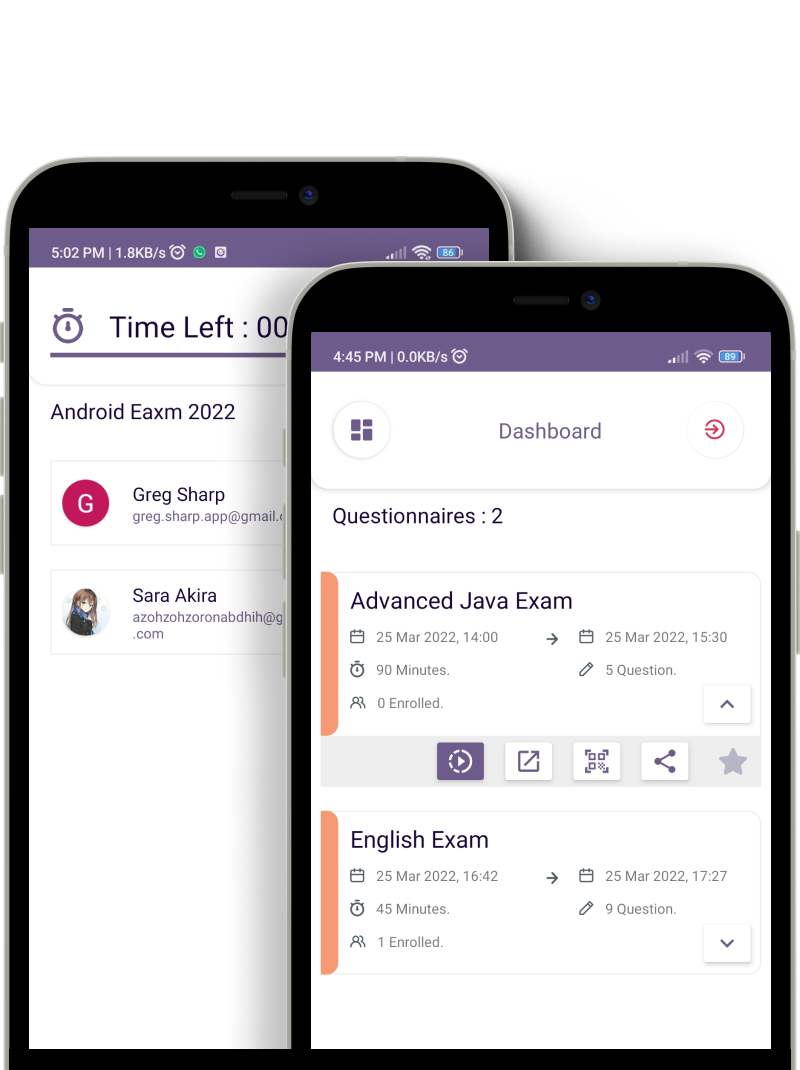 5:02 PM | 1.8KB/s
86
Time Left : 00
Android Eaxm 2022
G
Greg Sharp
greg.sharp.app@gmail.
Sara Akira
azohzohzoronabdhih@g
.com
4:45 PM | 0.0KB/s
89
Dashboard
Questionnaires : 2
Advanced Java Exam
25 Mar 2022, 14:00
25 Mar 2022, 15:30
90 Minutes.
5 Question.
0 Enrolled.
English Exam
25 Mar 2022, 16:42
25 Mar 2022, 17:27
45 Minutes.
9 Question.
1 Enrolled.